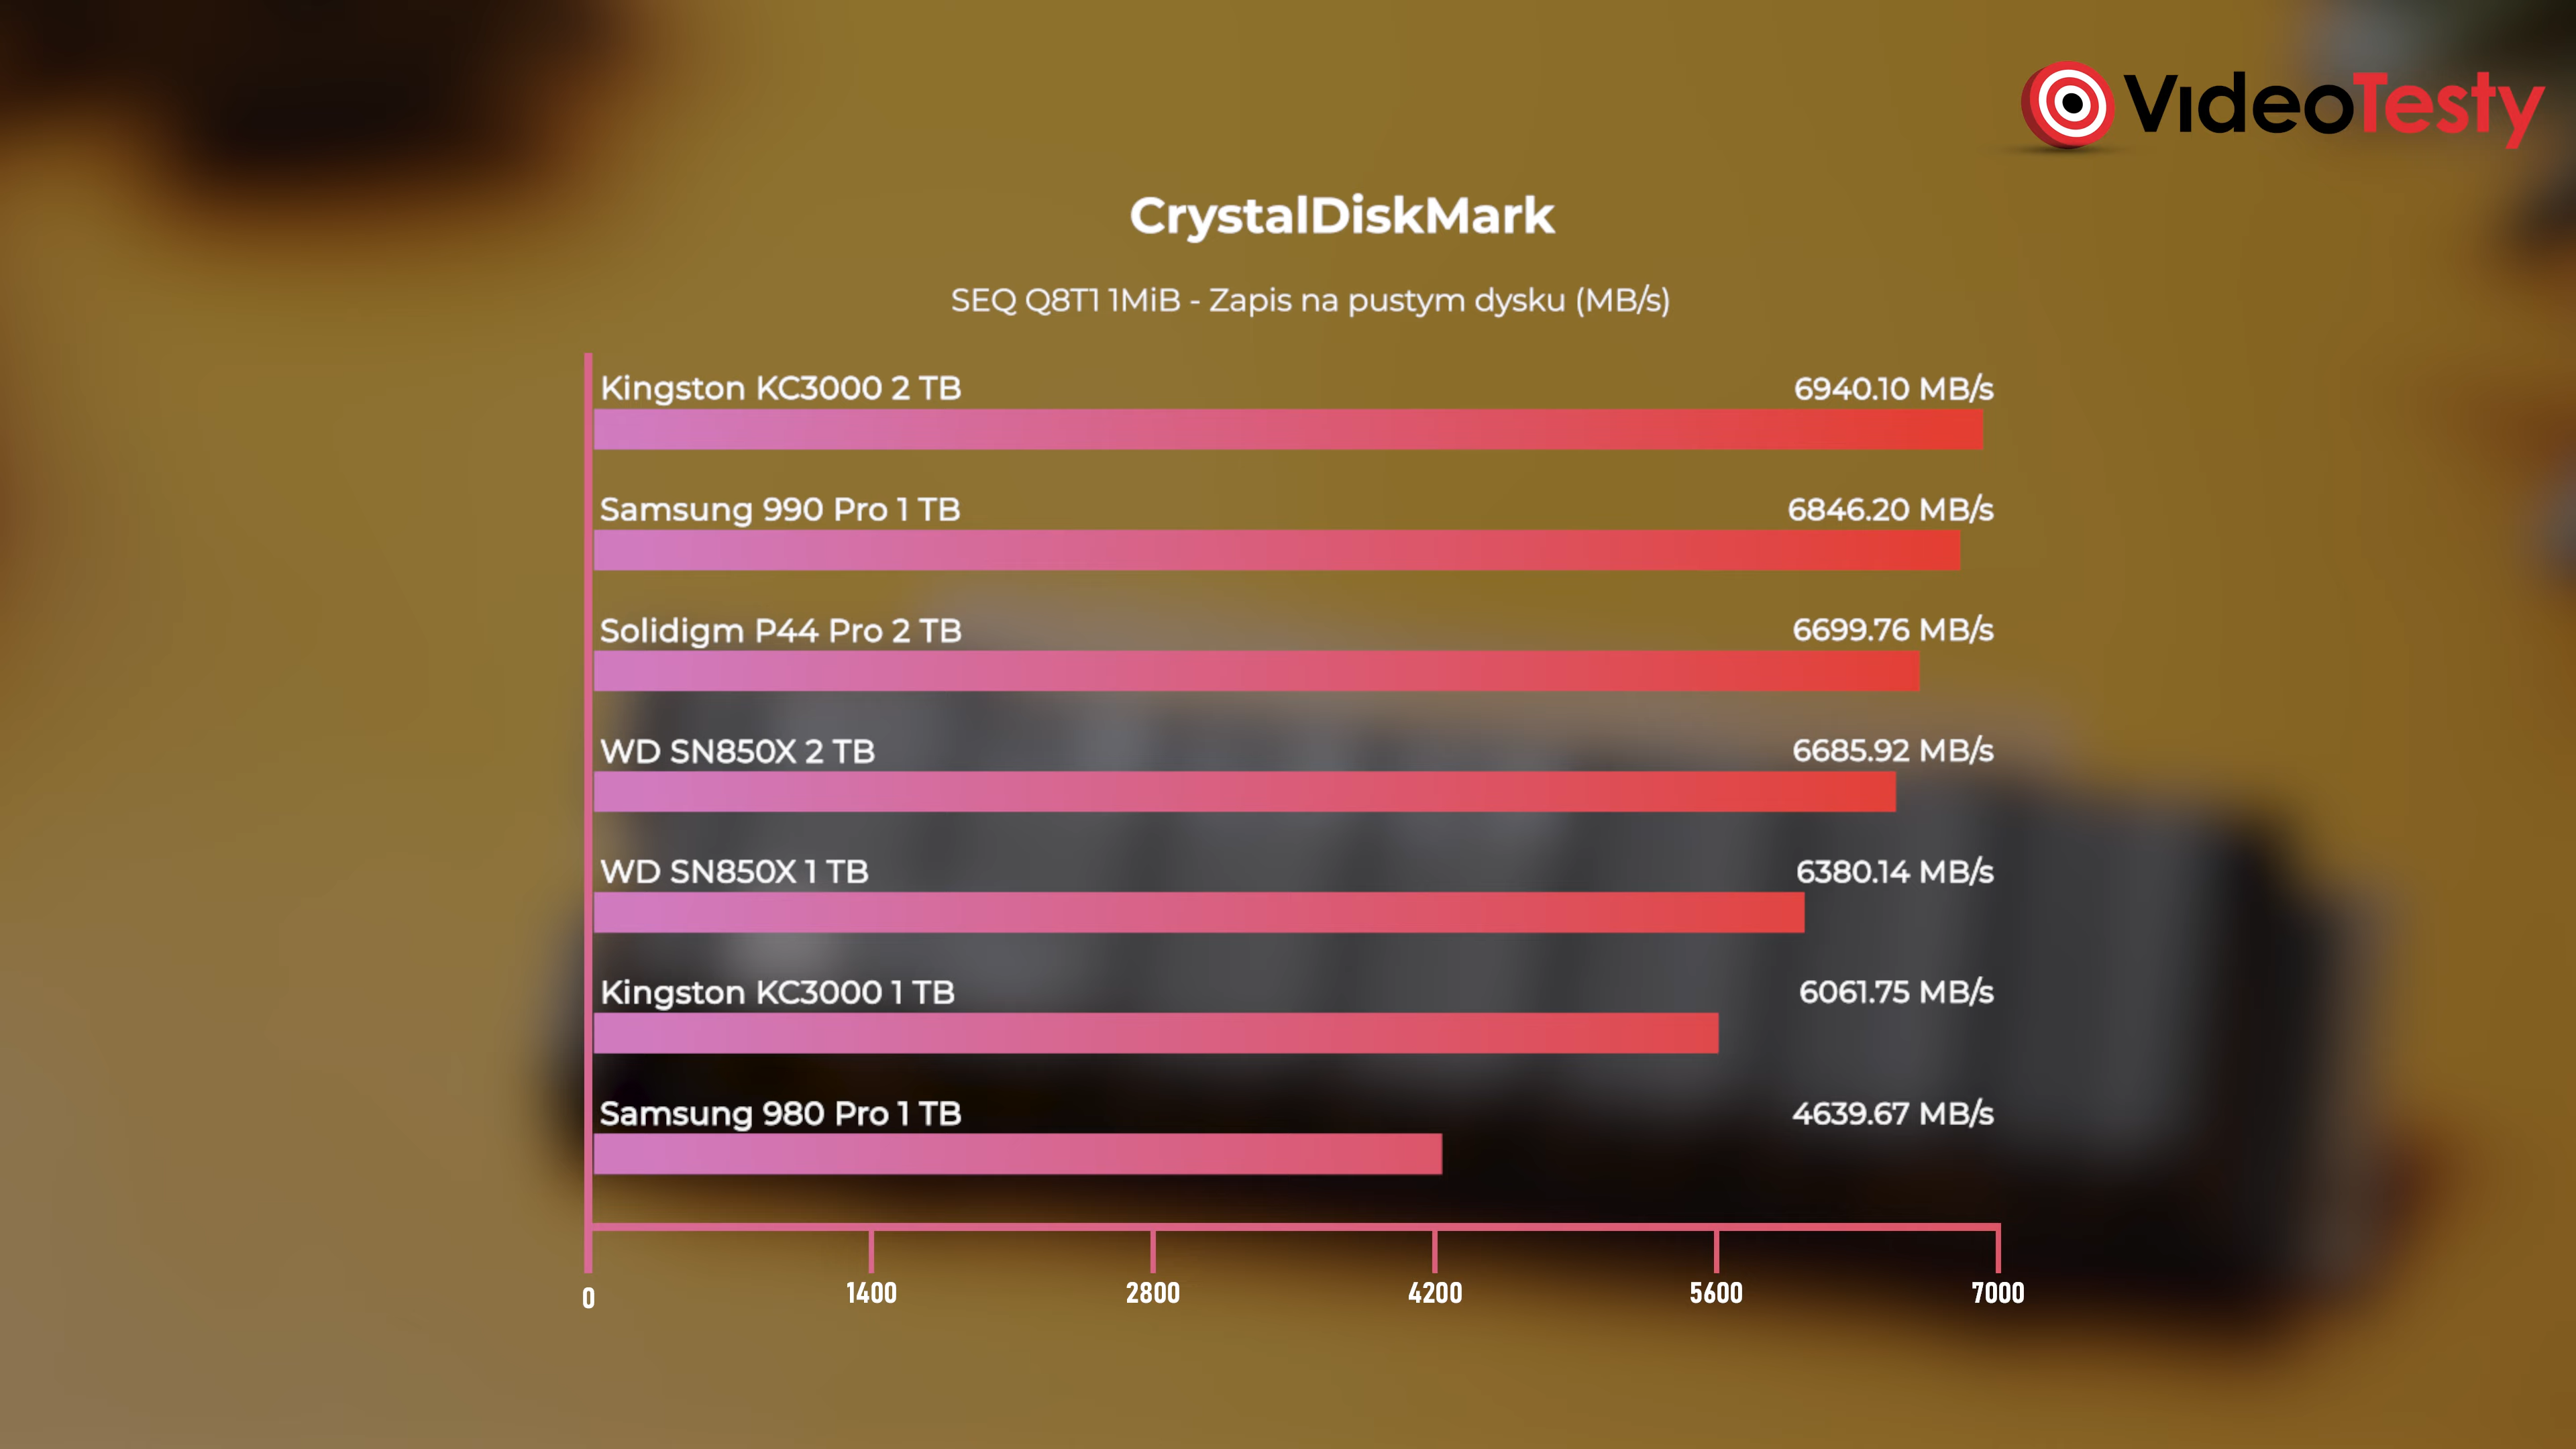 VideoTesty
CrystalDiskMark
SEQ Q8T1 1MiB - Zapis na pustym dysku (MB/s)
Kingston KC3000 2 TB 6940.10 MB/s
Samsung 990 Pro 1 TB 6846.20 MB/s
Solidigm P44 Pro 2 TB 6699.76 MB/s
WD SN850X 2 TB 6685.92 MB/s
WD SN850X 1 TB 6380.14 MB/s
Kingston KC3000 1 TB 6061.75 MB/s
Samsung 980 Pro 1 TB 4639.67 MB/s
0 1400 2800 4200 5600 7000